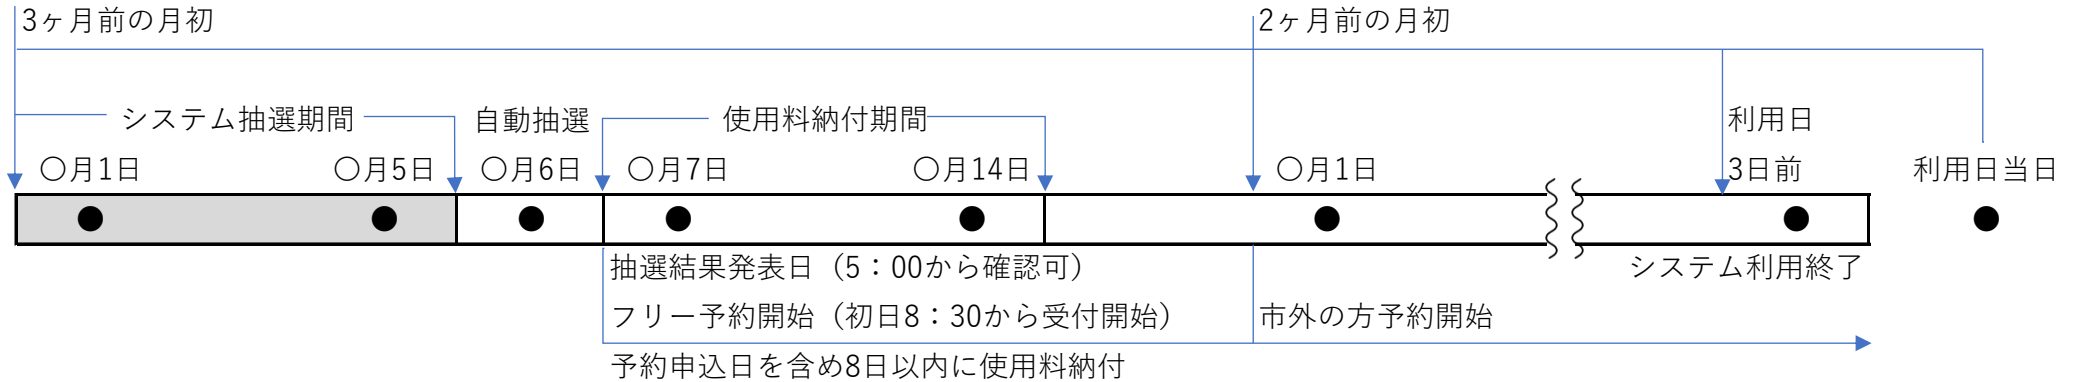 3ヶ月前の月初
2ヶ月前の月初
システム抽選期間
自動抽選
使用料納付期間
利用日
〇月1日
〇月5日
〇月6日
〇月7日
〇月14日
〇月1日
3日前
利用日当日
抽選結果発表日（5：00から確認可）
システム利用終了
フリー予約開始（初日8：30から受付開始）
市外の方予約開始
予約申込日を含め8日以内に使用料納付